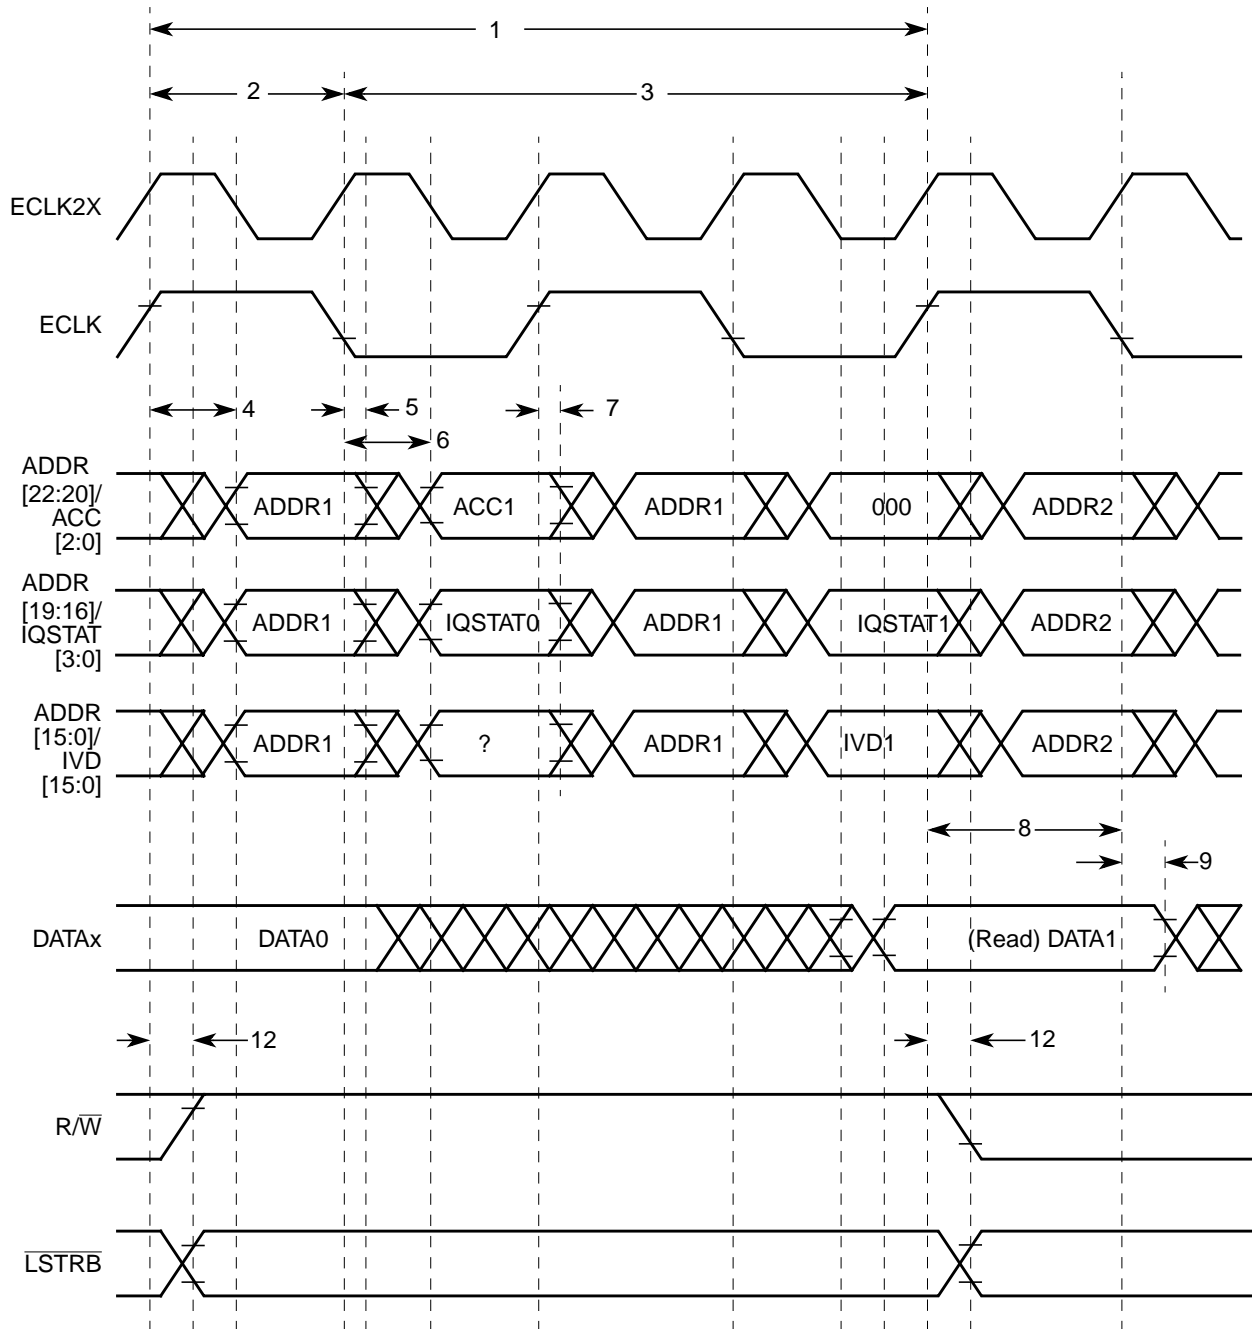 1
2
3
ECLK2X
ECLK
4
5
6
7
ADDR
[22:20]/
ACC
[2:0]
ADDR1
ACC1
ADDR1
000
ADDR2
ADDR
[19:16]/
IQSTAT
[3:0]
ADDR1
IQSTAT0
ADDR1
IQSTAT1
ADDR2
ADDR
[15:0]/
IVD
[15:0]
ADDR1
?
ADDR1
IVD1
ADDR2
8
9
DATAx
DATA0
(Read) DATA1
12
12
R/W
LSTRB